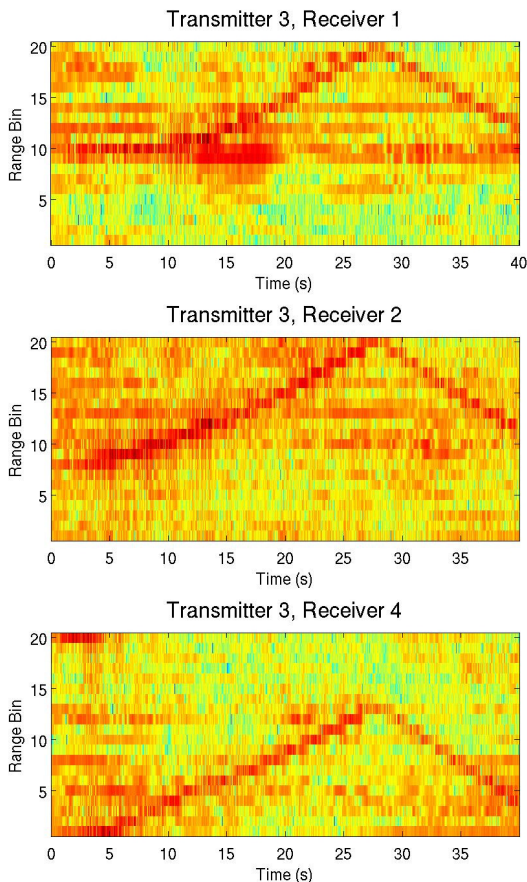 Transmitter 3, Receiver 1
20
15
10
5
Range Bin
0 5 10 15 20 25 30 35 40
Time (s)
Transmitter 3, Receiver 2
20
15
10
5
Range Bin
0 5 10 15 20 25 30 35
Time (s)
Transmitter 3, Receiver 4
20
15
10
5
Range Bin
0 5 10 15 20 25 30 35
Time (s)